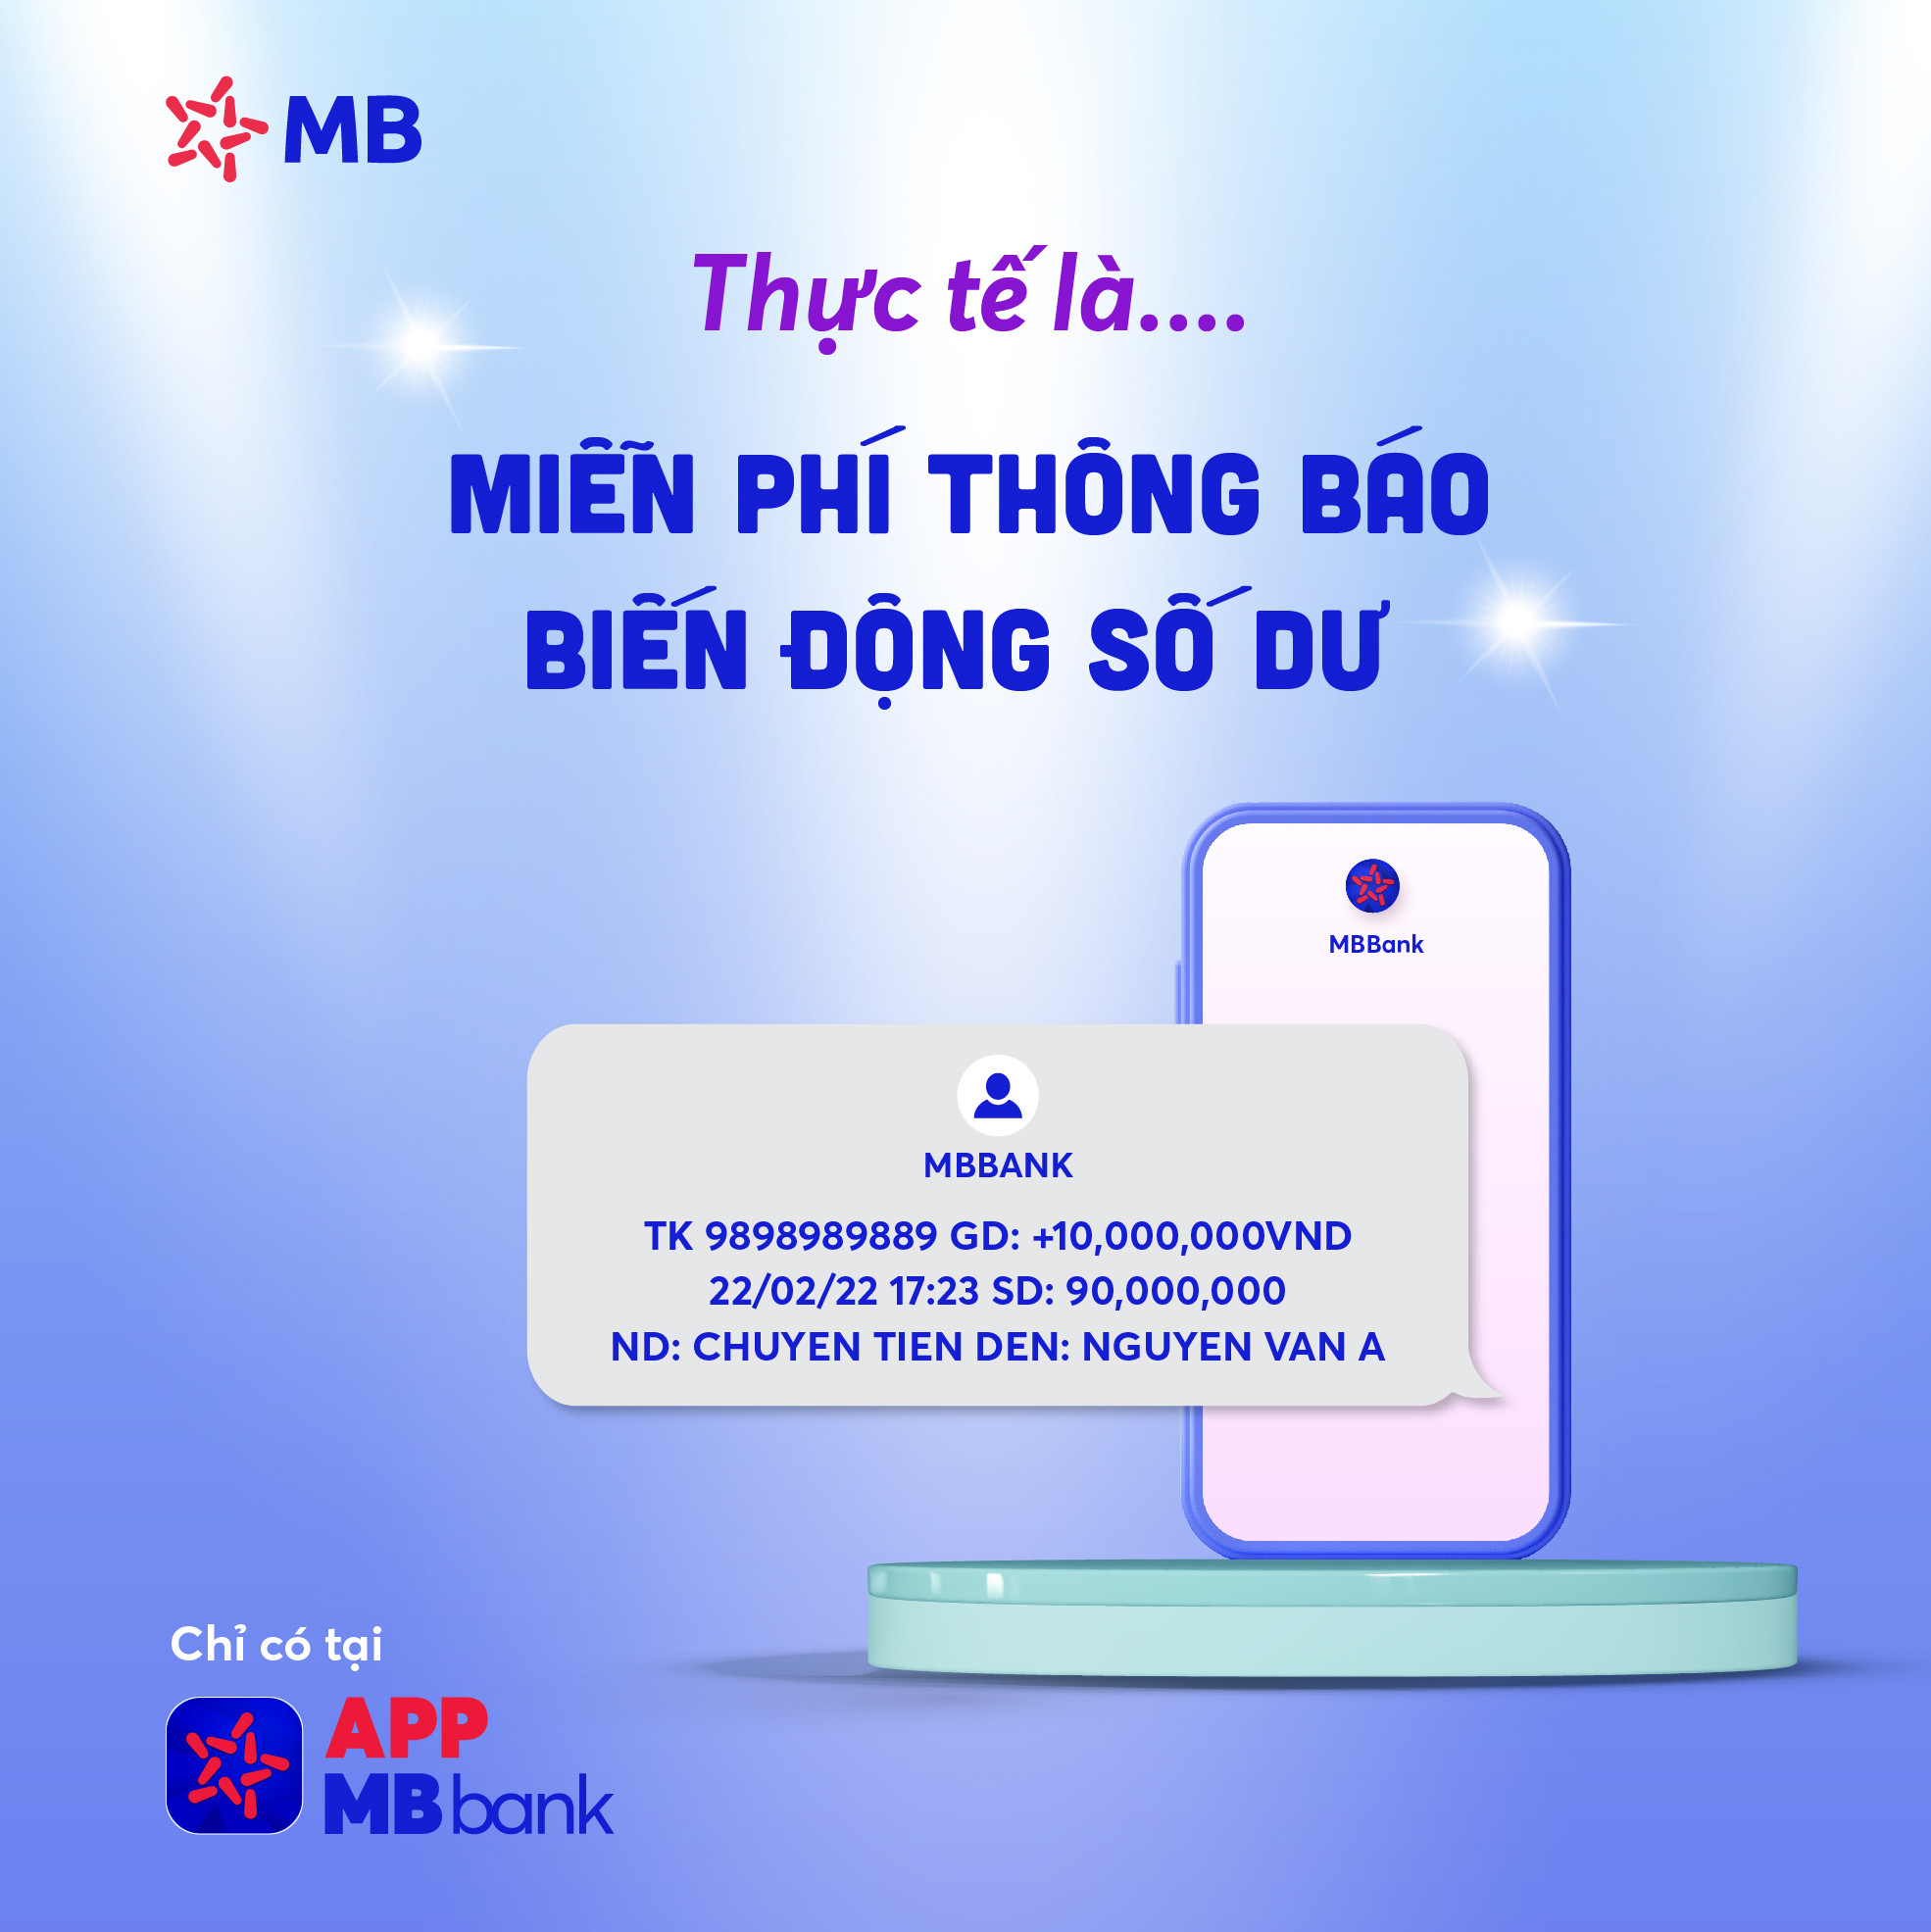 MB
Thực tế là....
MIỄN PHÍ THÔNG BÁO
BIẾN ĐỘNG SỐ DƯ
MBBank
MBBANK
TK 9898989889 GD: +10,000,000VND
22/02/22 17:23 SD: 90,000,000
ND: CHUYEN TIEN DEN: NGUYEN VAN A
Chỉ có tại
APP
MBbank